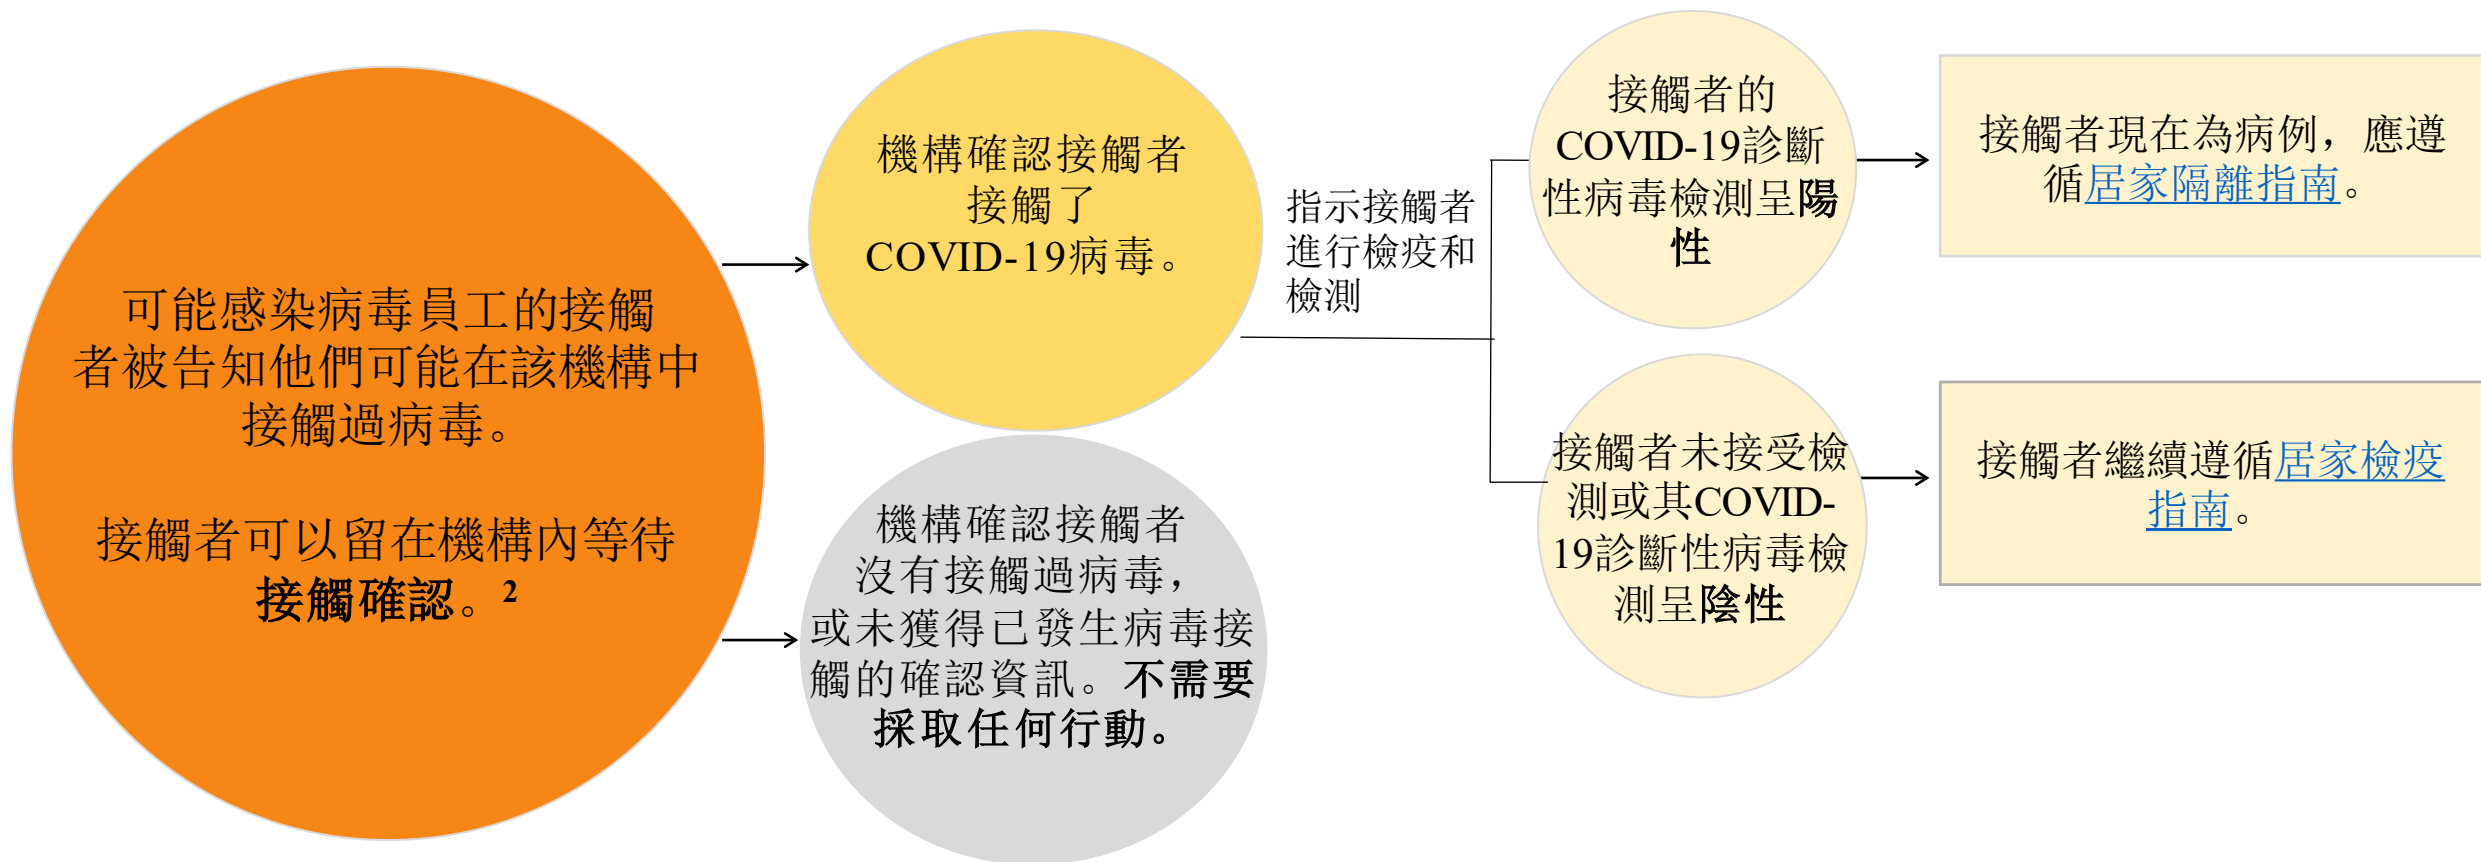 可能感染病毒員工的接觸
者被告知他們可能在該機構中
接觸過病毒。
接觸者可以留在機構內等待
接觸確認。²
機構確認接觸者
接觸了
COVID-19病毒。
機構確認接觸者
沒有接觸過病毒，
或未獲得已發生病毒接
觸的確認資訊。不需要
採取任何行動。
指示接觸者
進行檢疫和
檢測
接觸者的
COVID-19診斷
性病毒檢測呈陽
性
接觸者現在為病例，應遵
循居家隔離指南。
接觸者未接受檢
測或其COVID-
19診斷性病毒檢
測呈陰性
接觸者繼續遵循居家檢疫
指南。